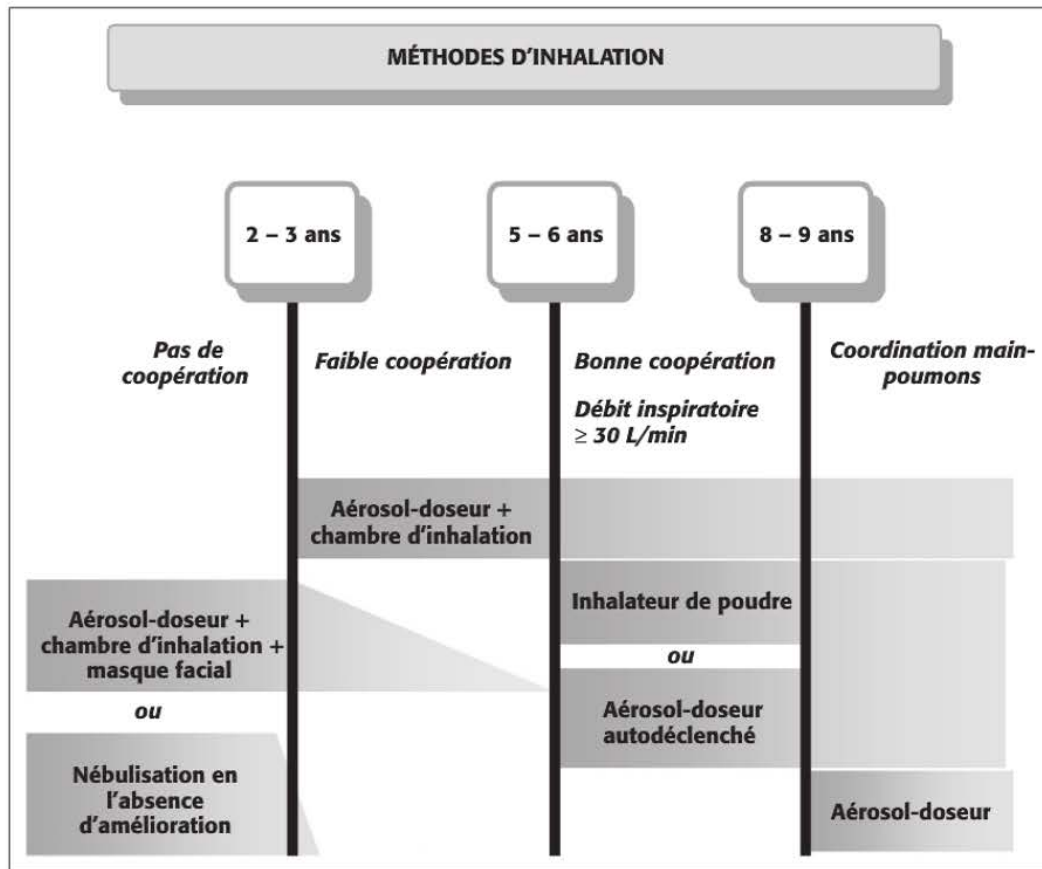 MÉTHODES D’INHALATION
2 – 3 ans
5 – 6 ans
8 – 9 ans
Pas de
coopération
Faible coopération
Bonne coopération
Débit inspiratoire
≥ 30 L/min
Coordination main-
poumons
Aérosol-doseur +
chambre d’inhalation
Aérosol-doseur +
chambre d’inhalation +
masque facial
ou
Nébulisation en
l’absence
d’amélioration
Inhalateur de poudre
ou
Aérosol-doseur
autodéclenché
Aérosol-doseur